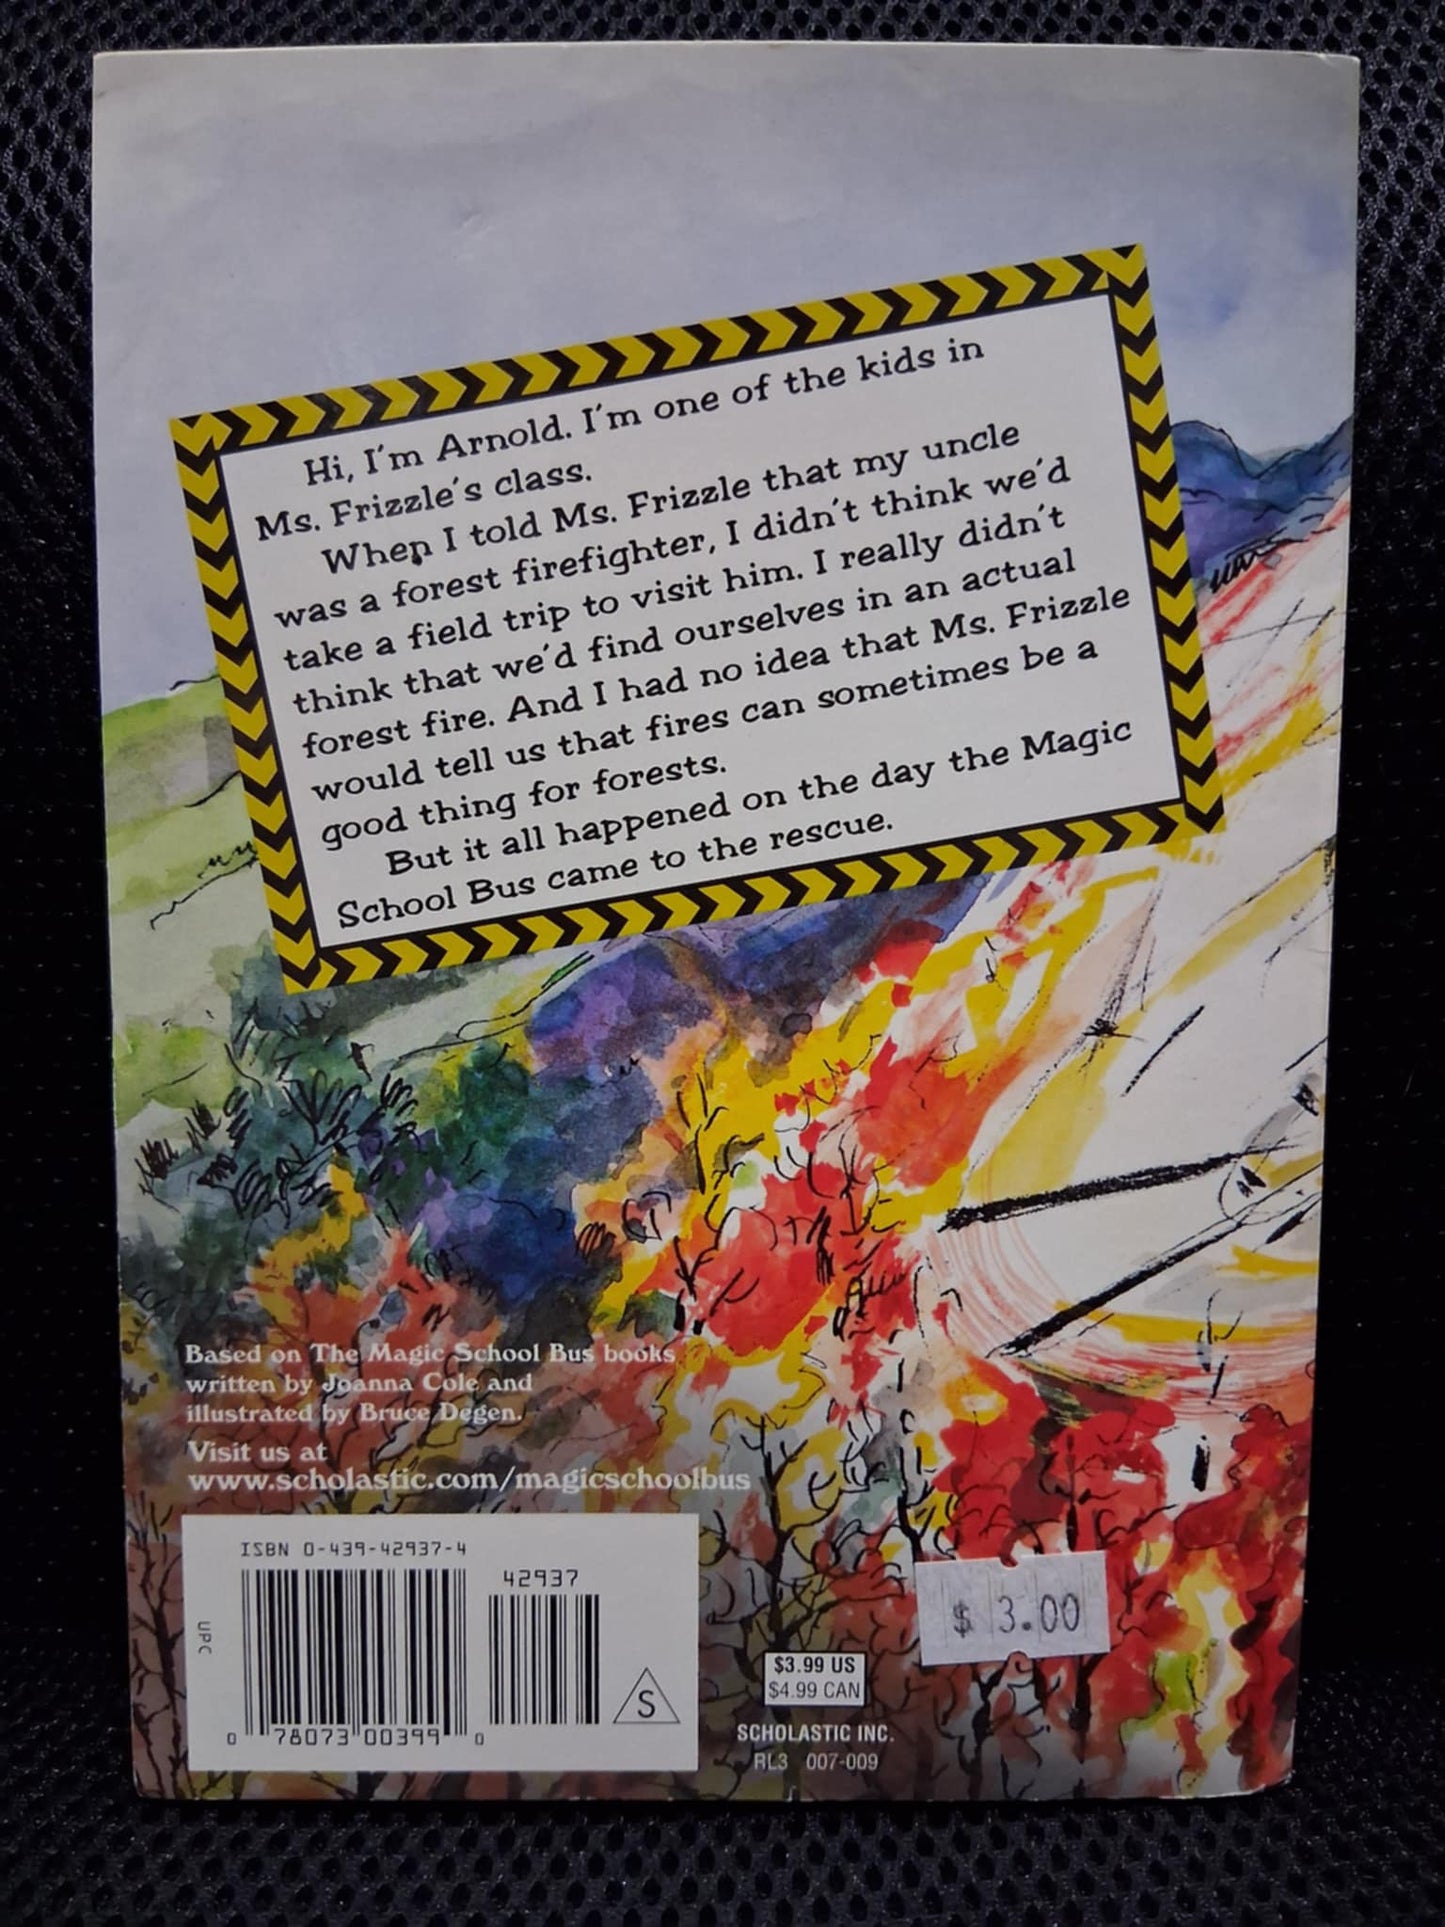 Hi, I'm Arnold. I'm one of the kids in
Ms. Frizzle's class.
When I told Ms. Frizzle that my uncle
was a forest firefighter, I didn't think we'd
take a field trip to visit him. I really didn't
think that we'd find ourselves in an actual
forest fire. And I had no idea that Ms. Frizzle
would tell us that fires can sometimes be a
good thing for forests.
But it all happened on the day the Magic
School Bus came to the rescue.
Based on The Magic School Bus books
written by Joanna Cole and
illustrated by Bruce Degen.
Visit us at
www.scholastic.com/magicschoolbus
ISBN 0-439-42937-4
42937
UPC
0 78073 00399 0
S
$3.99 US
$4.99 CAN
SCHOLASTIC INC.
RL3 007-009
$ 3.00